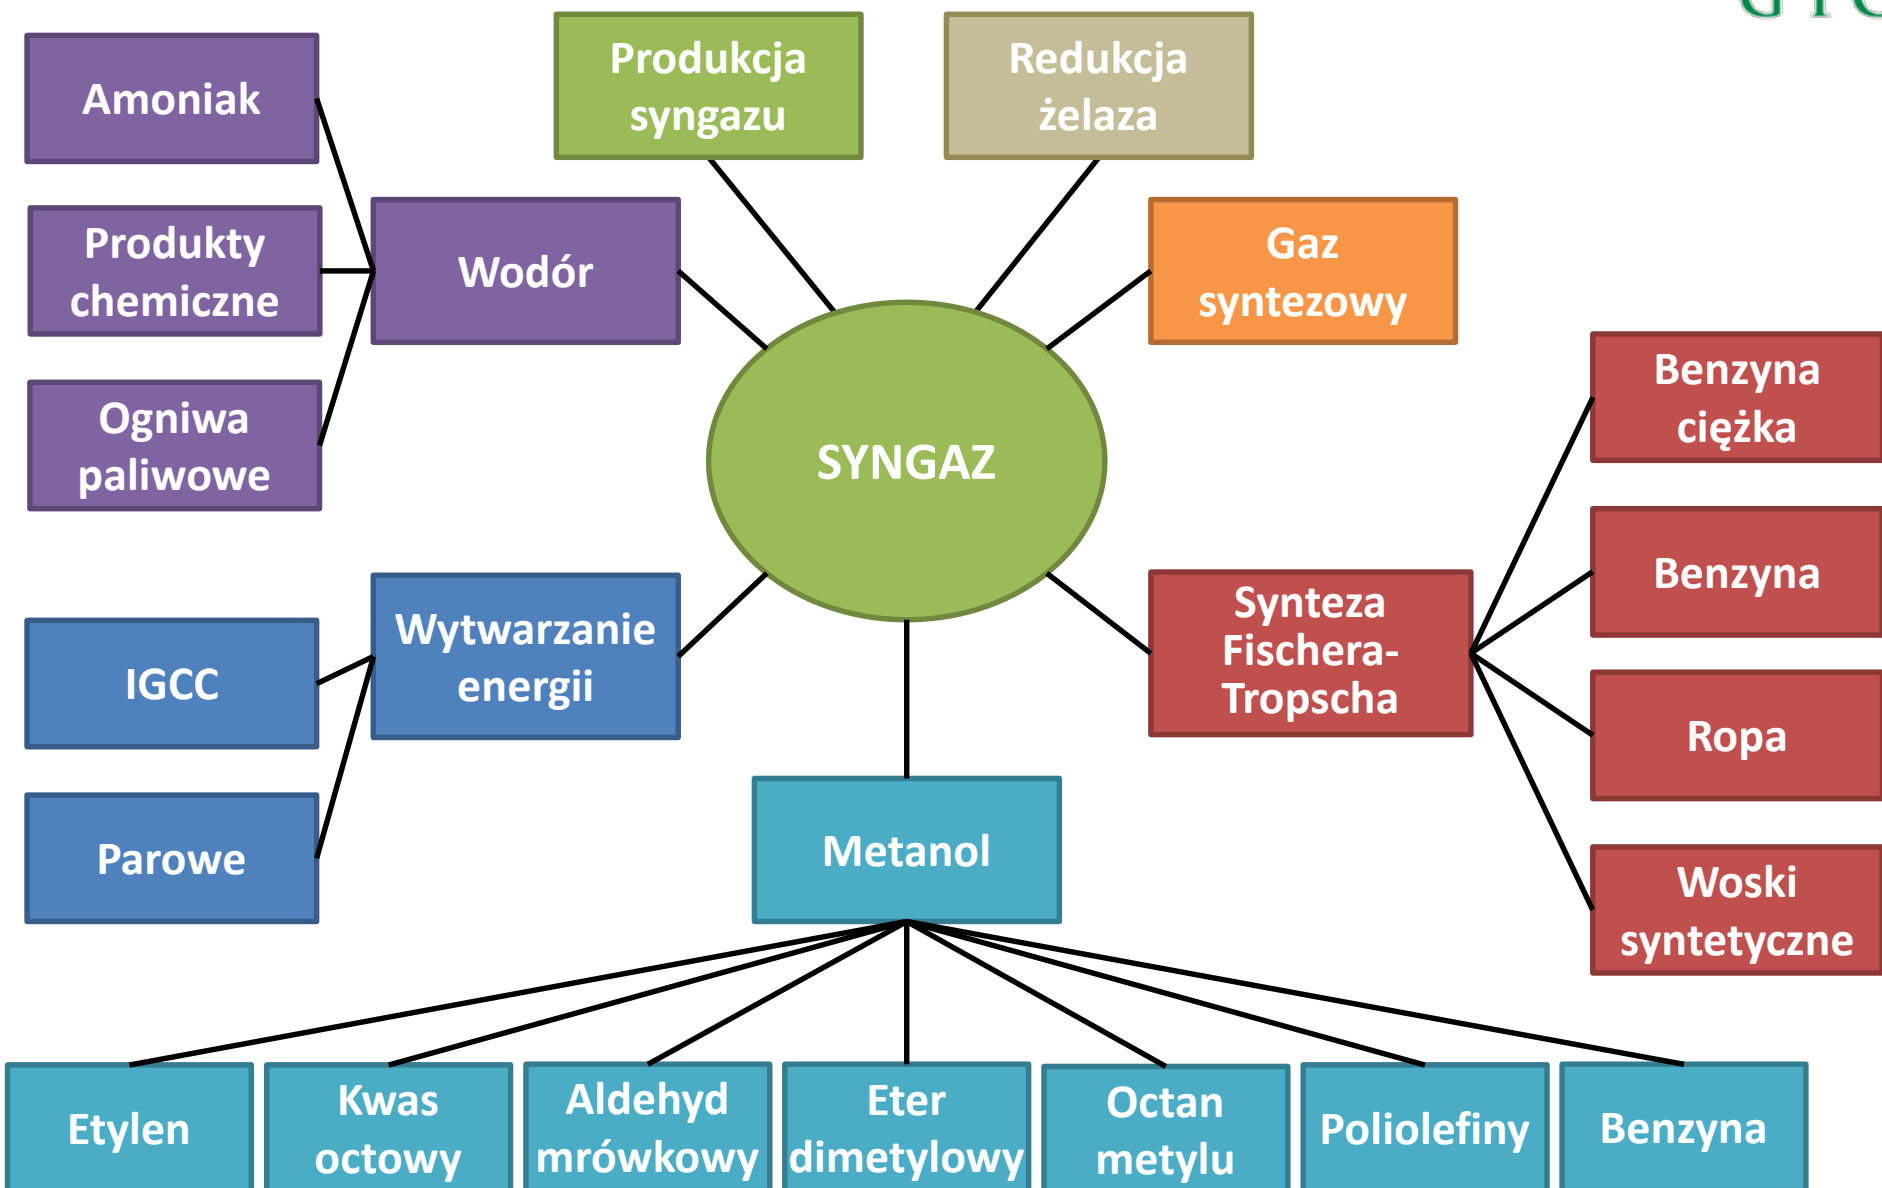 Produkcja
syngazu
Redukcja
żelaza
Amoniak
Produkty
chemiczne
Wodór
Gaz
syntezowy
Ogniwa
paliwowe
SYNGAZ
Benzyna
ciężka
Benzyna
Ropa
Woski
syntetyczne
Synteza
Fischera-
Tropscha
Wytwarzanie
energii
IGCC
Parowe
Metanol
Etylen
Kwas
octowy
Aldehyd
mrówkowy
Eter
dimetylowy
Octan
metylu
Poliolefiny
Benzyna